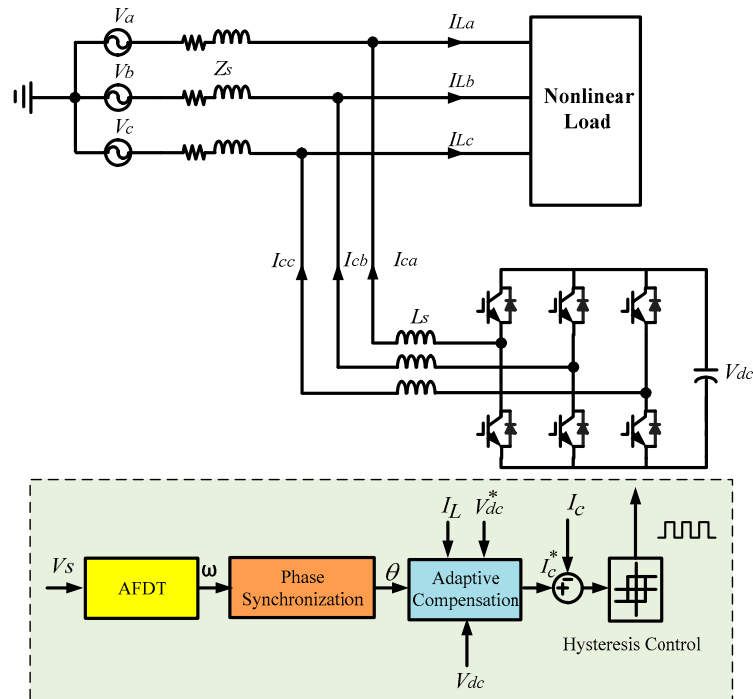 Va
Vb
Vc
Zs
ILa
ILb
ILc
Nonlinear
Load
Icc
Icb
Ica
Ls
Vdc
IL
V*dc
Ic
Vs
AFDT
ω
Phase
Synchronization
θ
Adaptive
Compensation
I*c
+
-
Vdc
Hysteresis Control